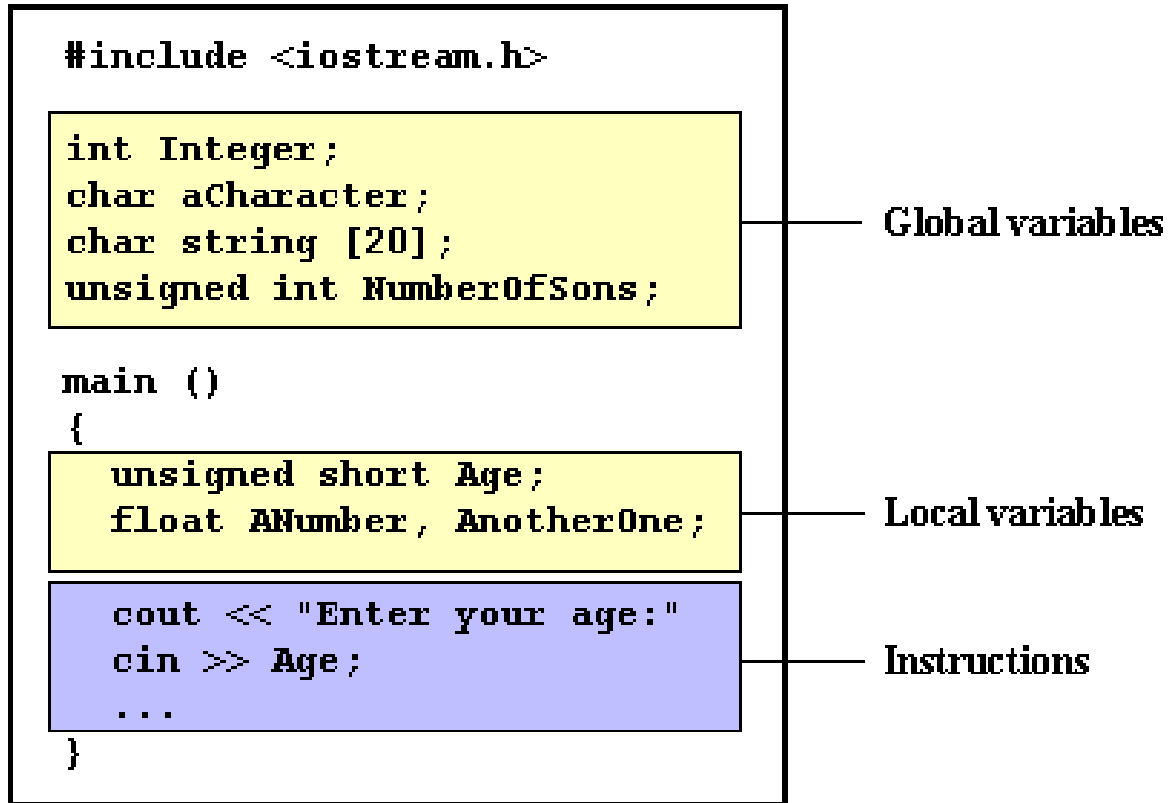 #include <iostream.h>
int Integer;
char aCharacter;
char string [20];
unsigned int NumberOfSons;
Global variables
main ()
{
unsigned short Age;
float ANumber, AnotherOne;
Local variables
cout << "Enter your age:"
cin >> Age;
...
Instructions
}